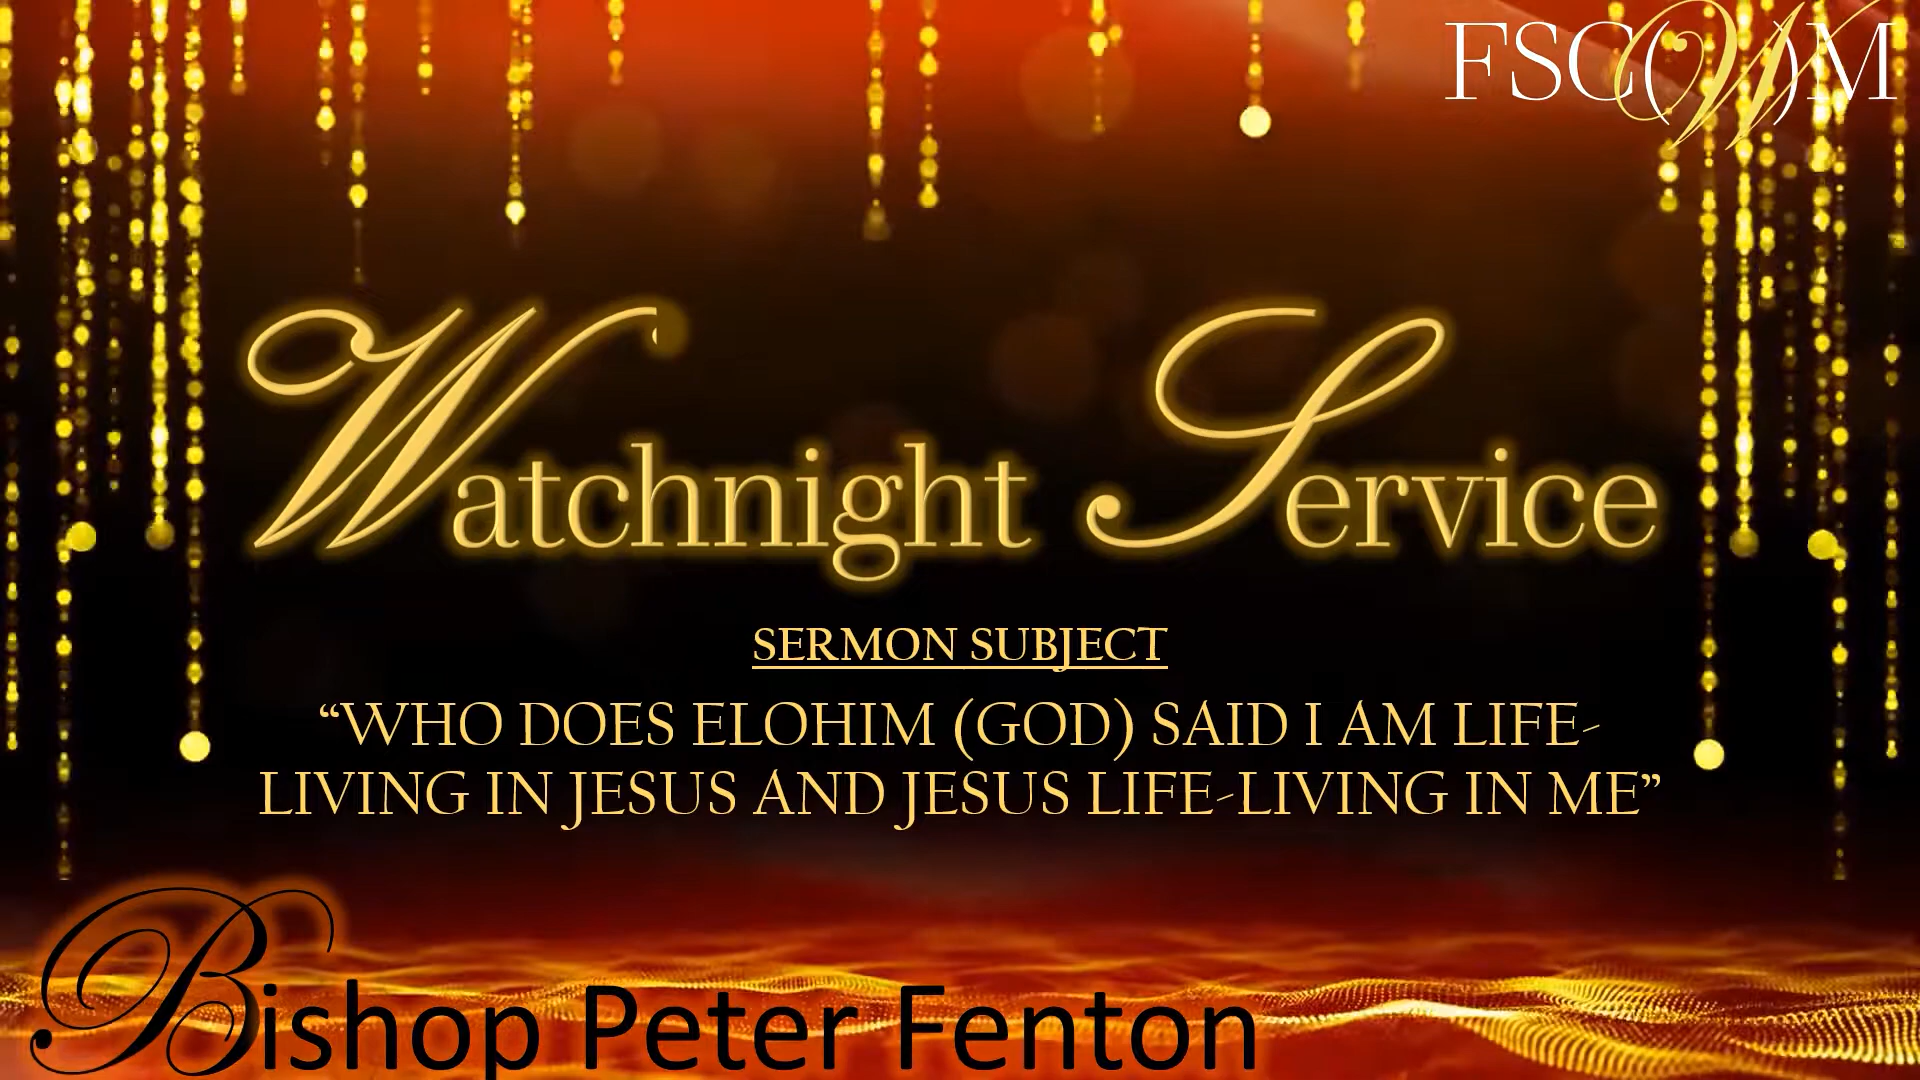 FSC(W)M
Watchnight Service
SERMON SUBJECT
“WHO DOES ELOHIM (GOD) SAID I AM LIFE-
LIVING IN JESUS AND JESUS LIFE-LIVING IN ME”
Bishop Peter Fenton